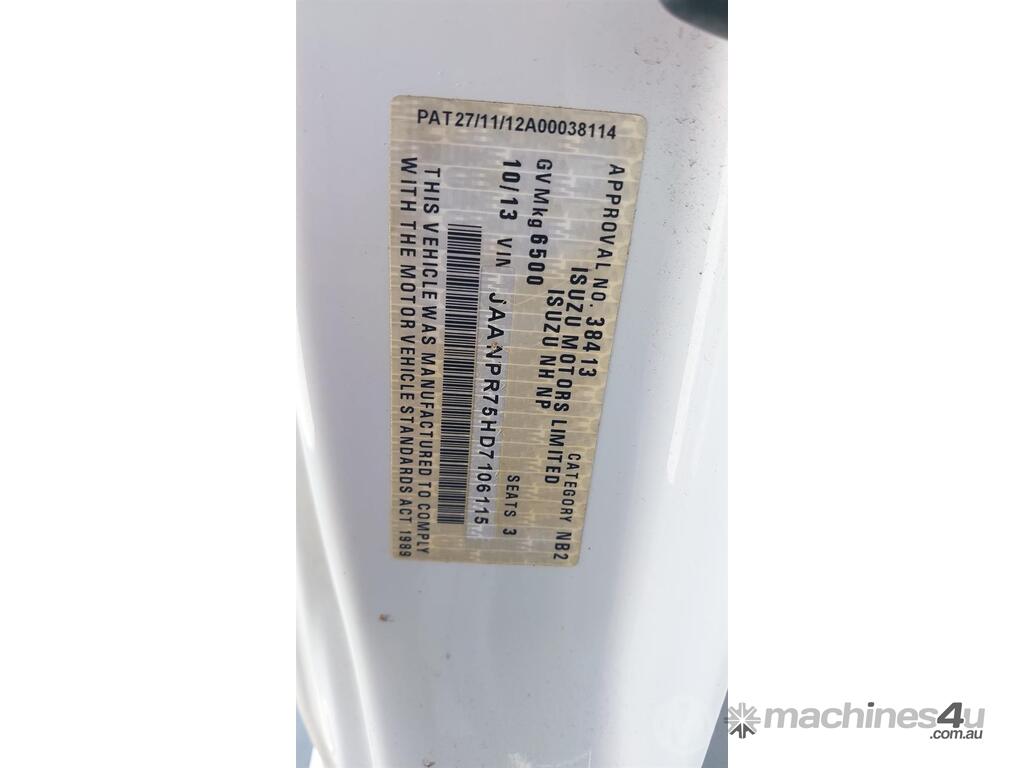 PAT27/11/12A00038114
APPROVAL NO. 38413 CATEGORY NB2
ISUZU MOTORS LIMITED
ISUZU NH NP
GVMkg 6500 SEATS 3
10/13 VIN JAANPR75HD7106115
THIS VEHICLE WAS MANUFACTURED TO COMPLY
WITH THE MOTOR VEHICLE STANDARDS ACT 1989
machines4u
.com.au